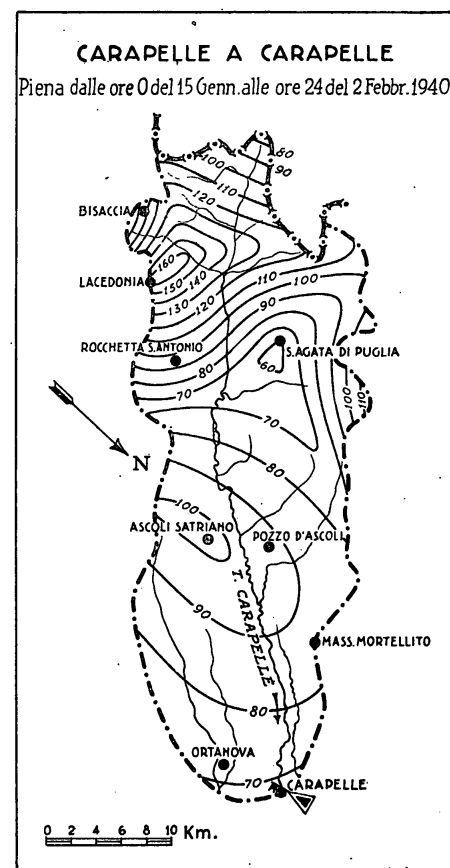 CARAPELLE A CARAPELLE
Piena dalle ore 0 del 15 Genn. alle ore 24 del 2 Febbr. 1940
80
100
90
110
120
BISACCIA
160
110
LACEDONIA
150
140
100
130
120
90
ROCCHETTA S. ANTONIO
S. AGATA DI PUGLIA
80
60
70
100
110
N
70
80
100
ASCOLI SATRIANO
POZZO D'ASCOLI
T. CARAPELLE
90
MASS. MORTELLITO
80
ORTANOVA
70
CARAPELLE
0 2 4 6 8 10 Km.